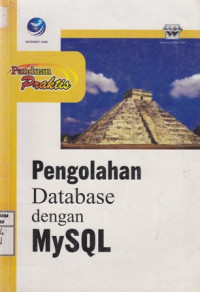 Panduan
Praktis
Pengolahan
Database
dengan
MySQL